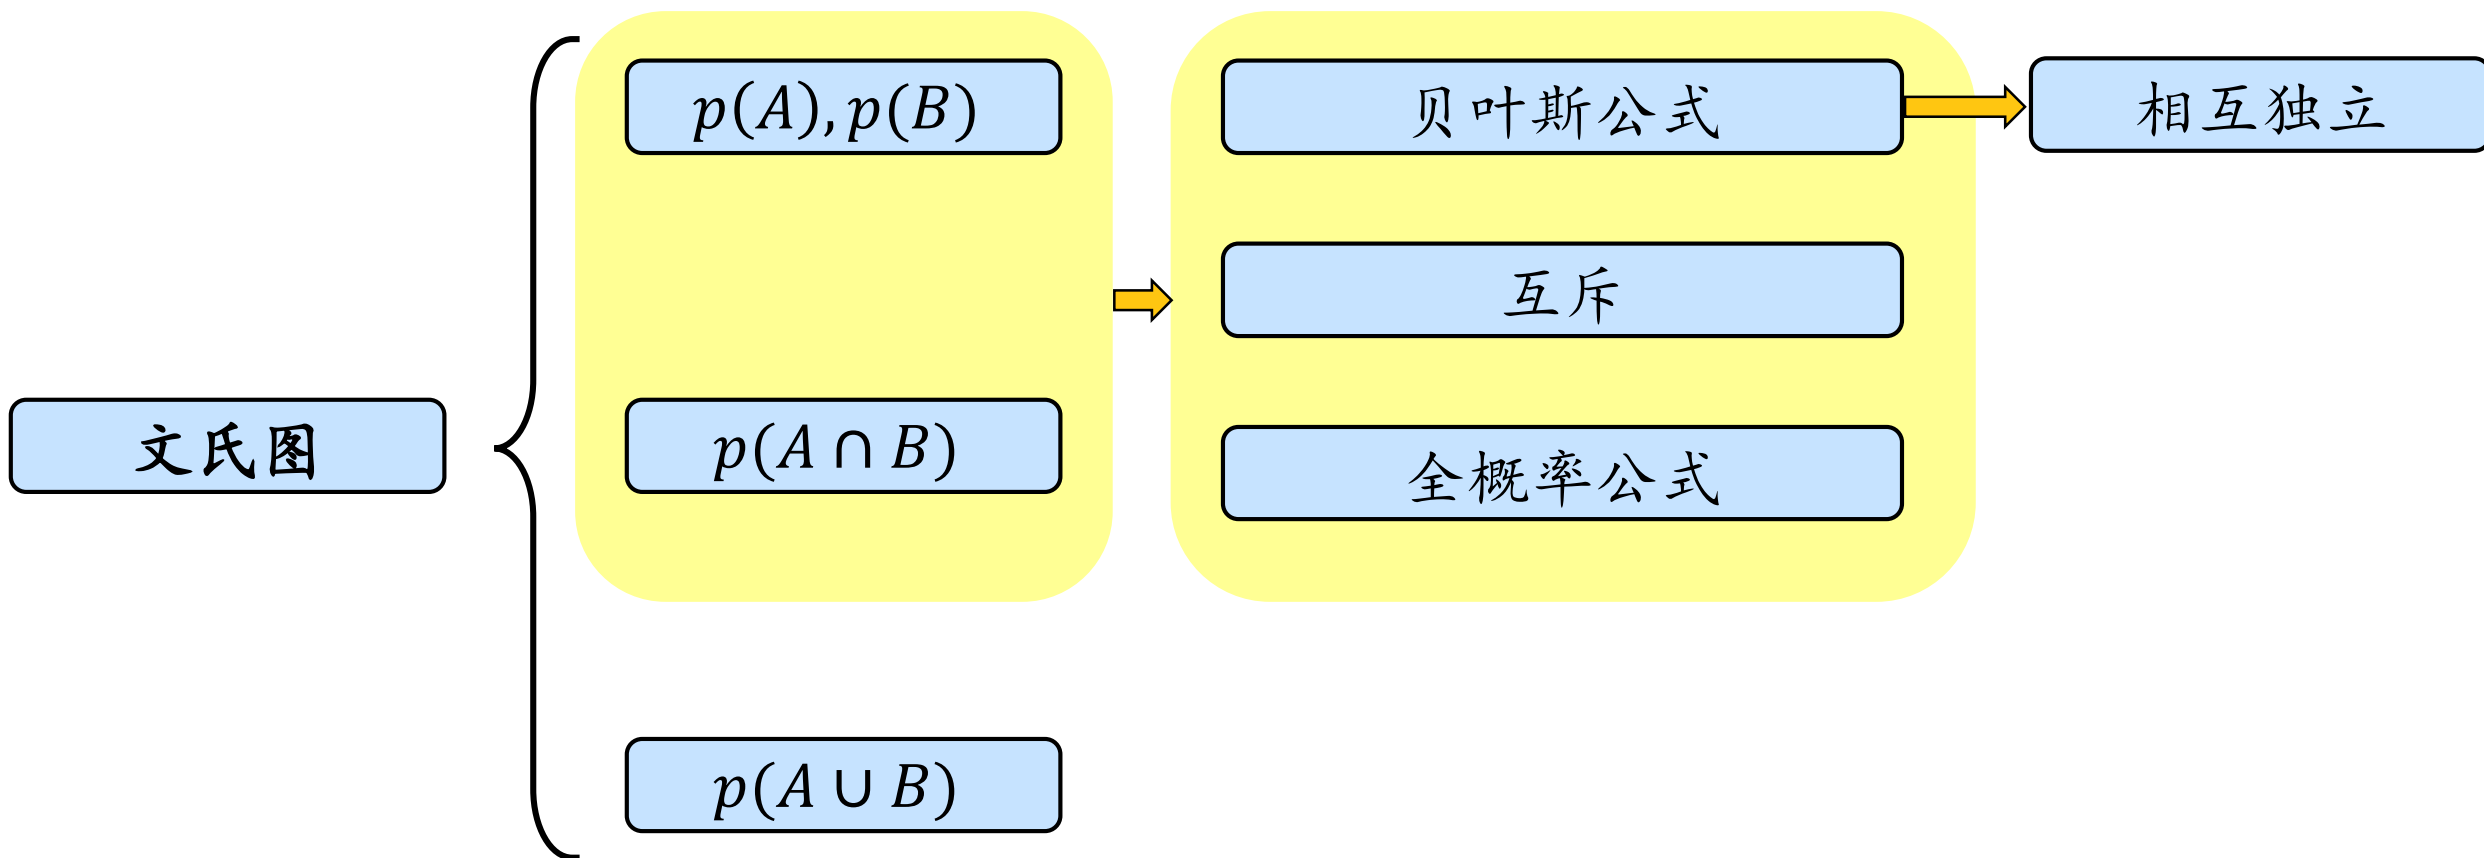 p(A), p(B)
贝叶斯公式
相互独立
互斥
文氏图
p(A ∩ B)
全概率公式
p(A ∪ B)